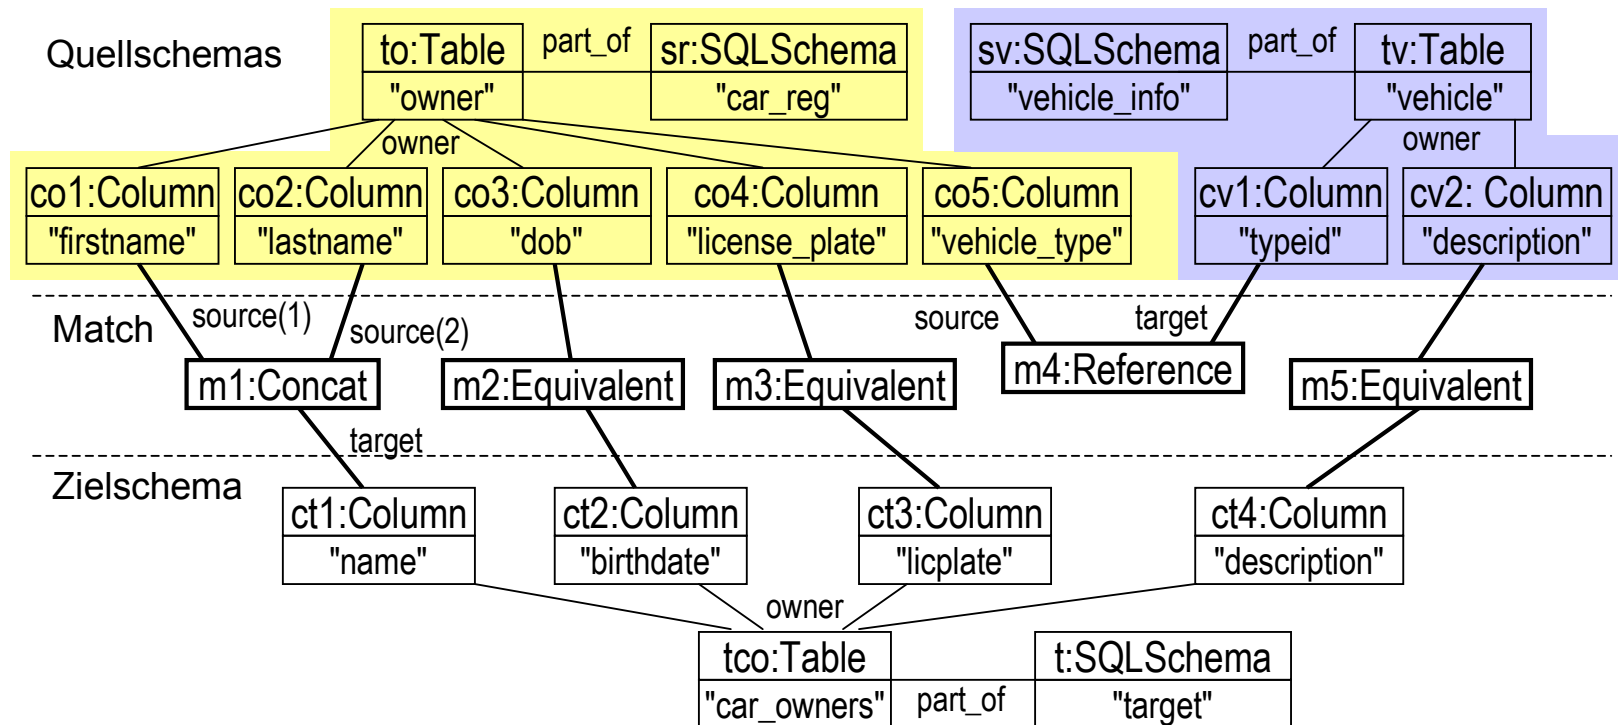 Quellschemas
to:Table part_of sr:SQLSchema sv:SQLSchema part_of tv:Table
"owner" "car_reg" "vehicle_info" "vehicle"
owner owner
co1:Column co2:Column co3:Column co4:Column co5:Column cv1:Column cv2: Column
"firstname" "lastname" "dob" "license_plate" "vehicle_type" "typeid" "description"
Match source(1) source(2) source target
m1:Concat m2:Equivalent m3:Equivalent m4:Reference m5:Equivalent
target
Zielschema
ct1:Column ct2:Column ct3:Column ct4:Column
"name" "birthdate" "licplate" "description"
owner
tco:Table part_of t:SQLSchema
"car_owners" "target"